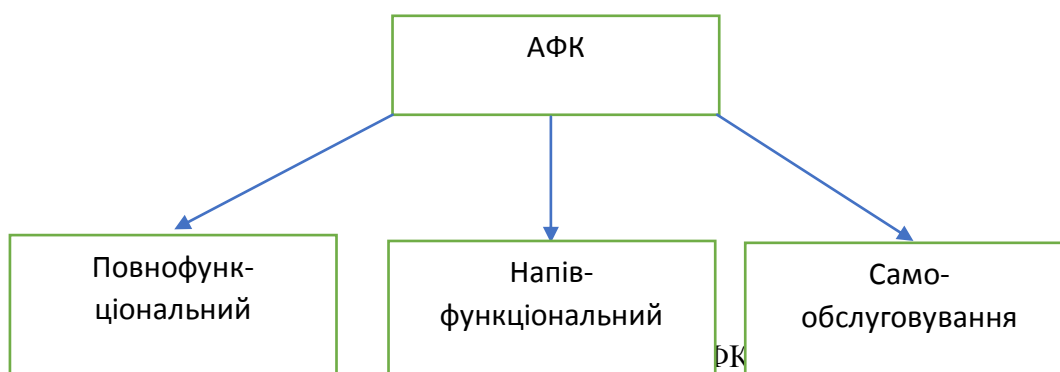 АФК
Повнофунк-
ціональний
Напів-
функціональний
Само-
обслуговування